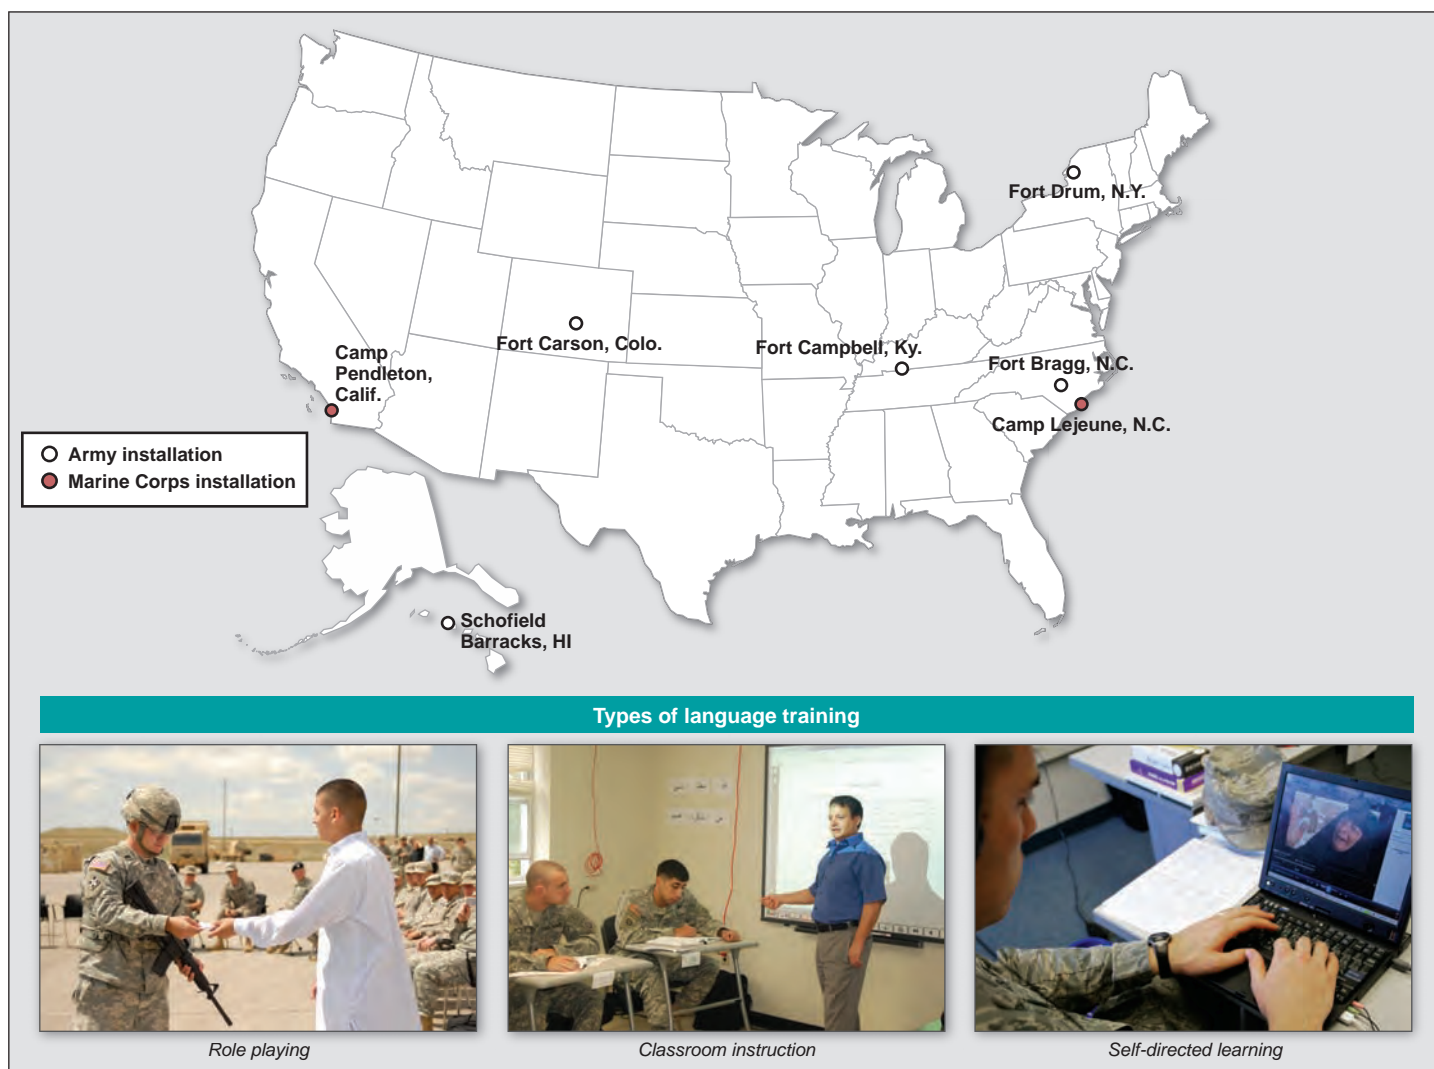 Fort Drum, N.Y.
Fort Carson, Colo.
Fort Campbell, Ky.
Camp
Pendleton,
Calif.
Fort Bragg, N.C.
Camp Lejeune, N.C.
Army installation
Marine Corps installation
Schofield
Barracks, HI
Types of language training
Role playing
Classroom instruction
Self-directed learning